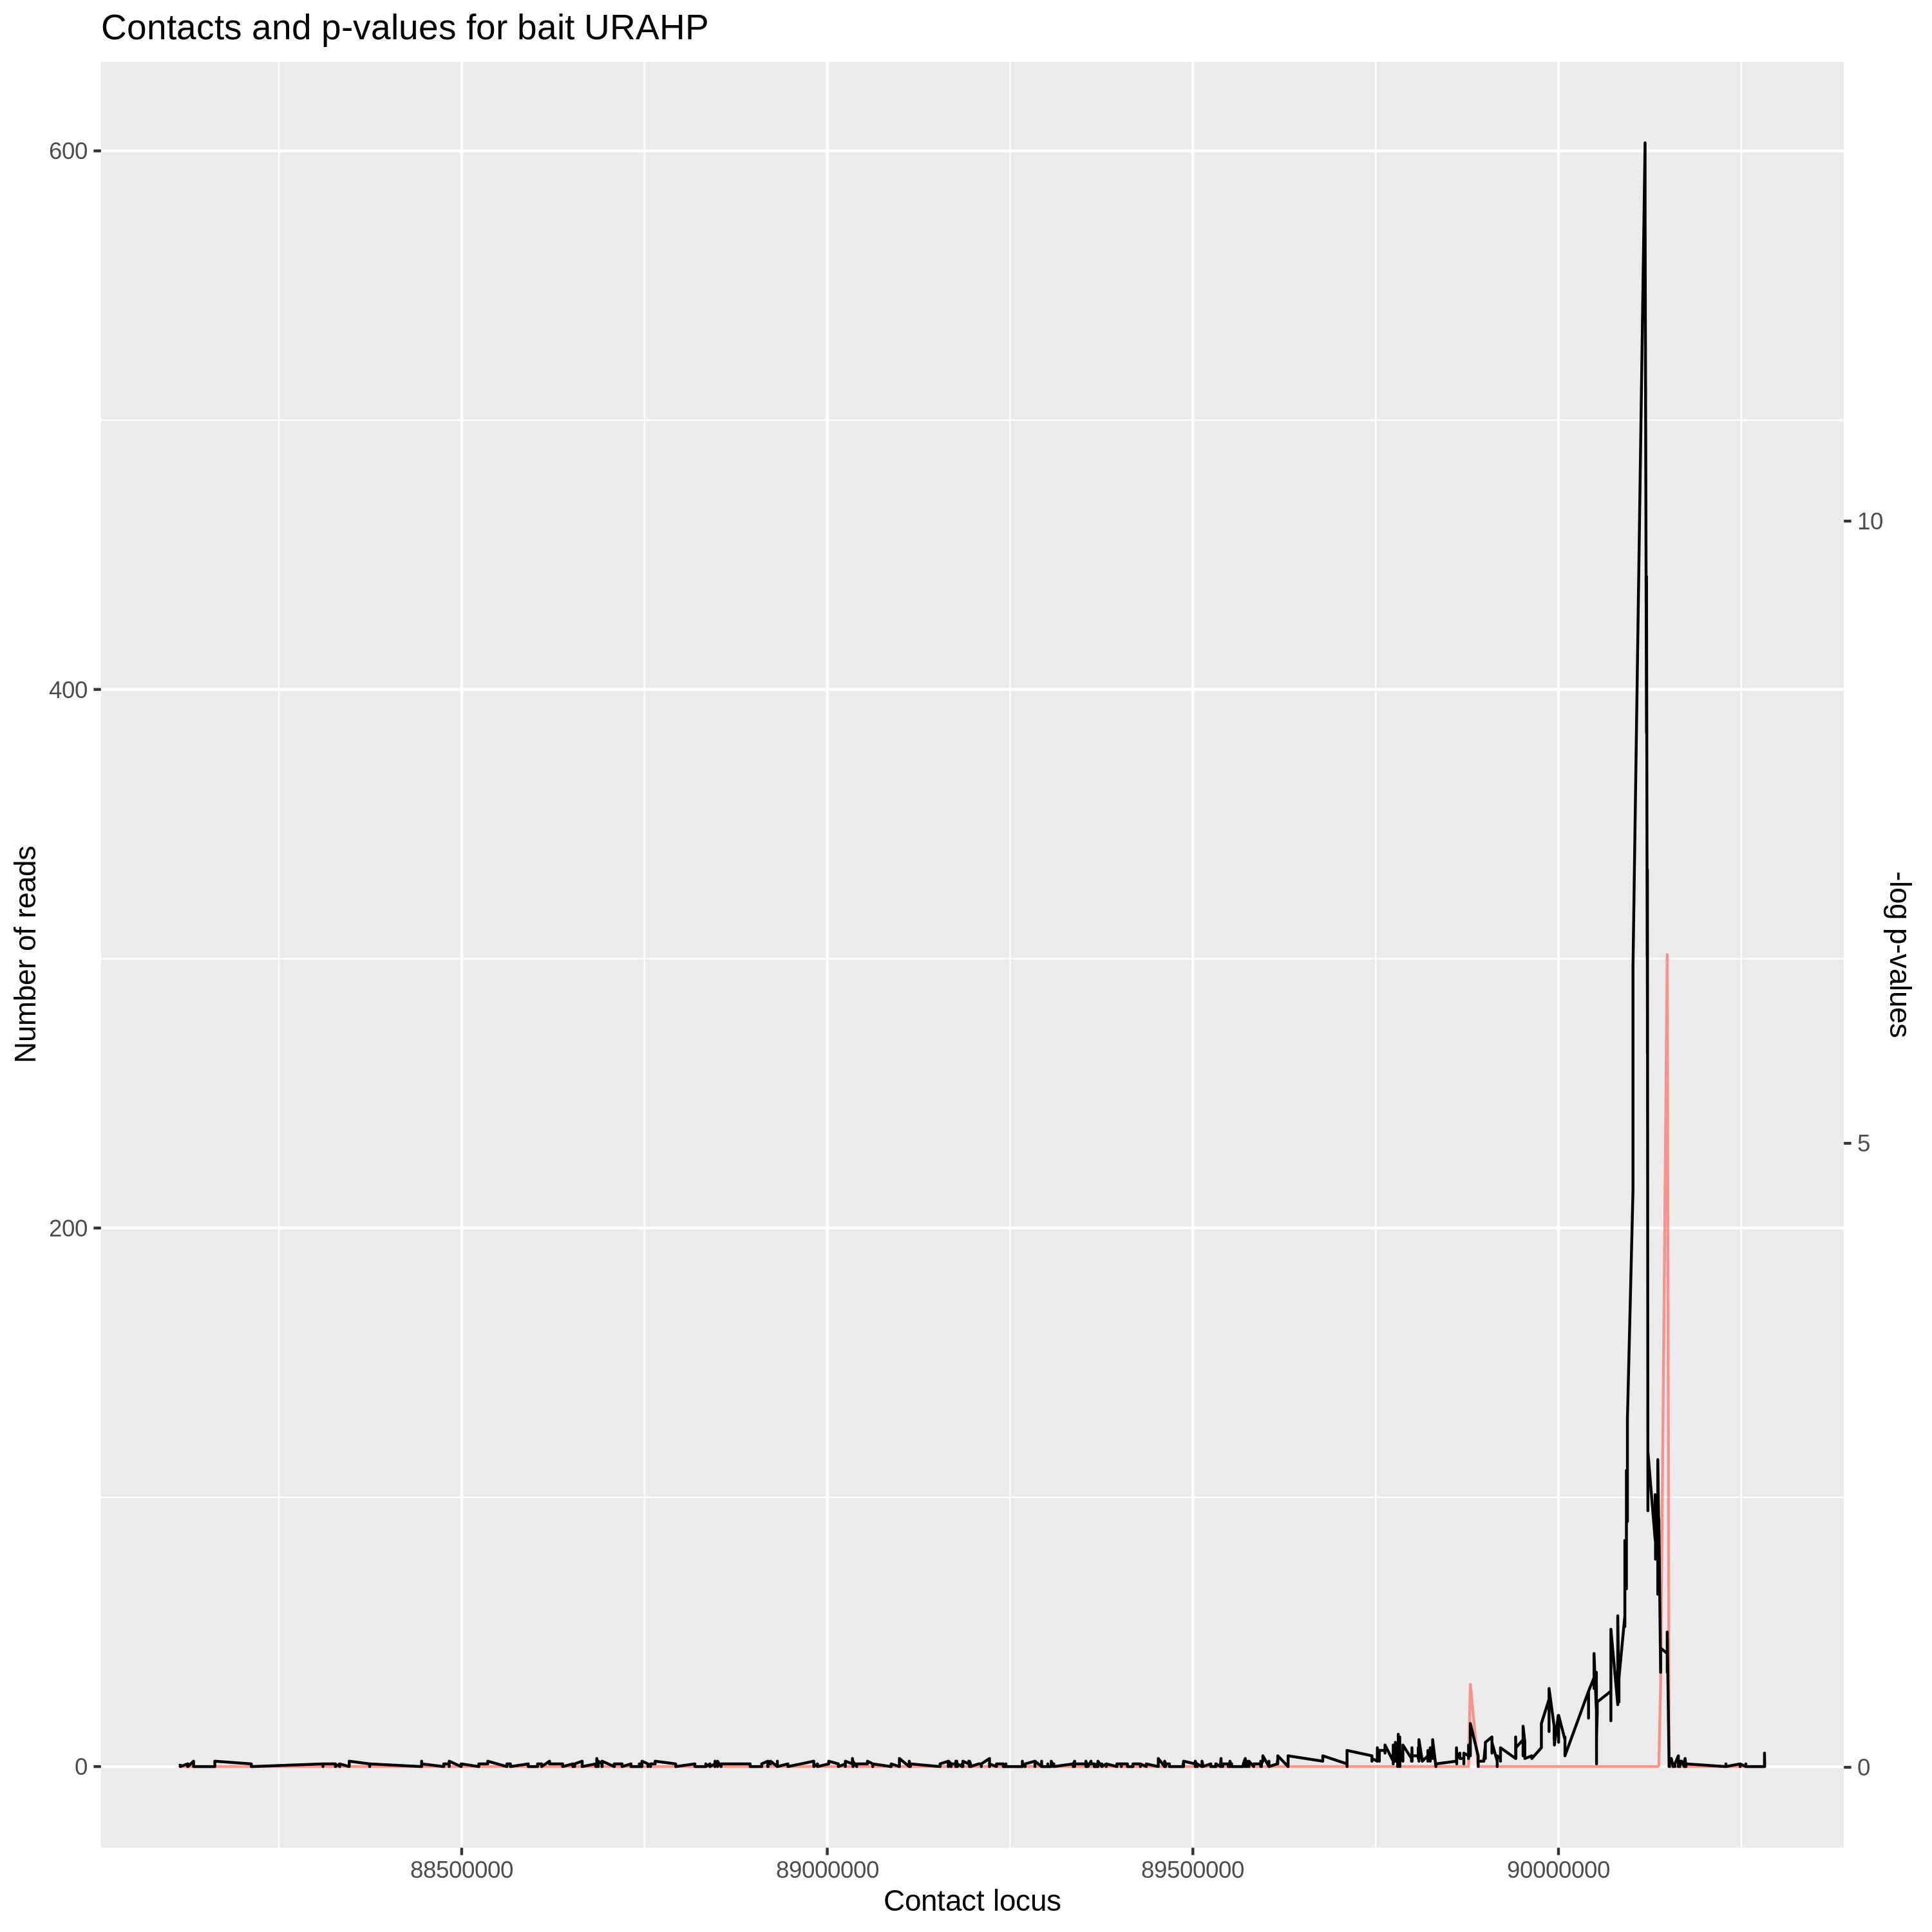 Contacts and p-values for bait URAHP
600
400
200
0
Number of reads
10
5
0
-log p-values
88500000
89000000
89500000
90000000
Contact locus